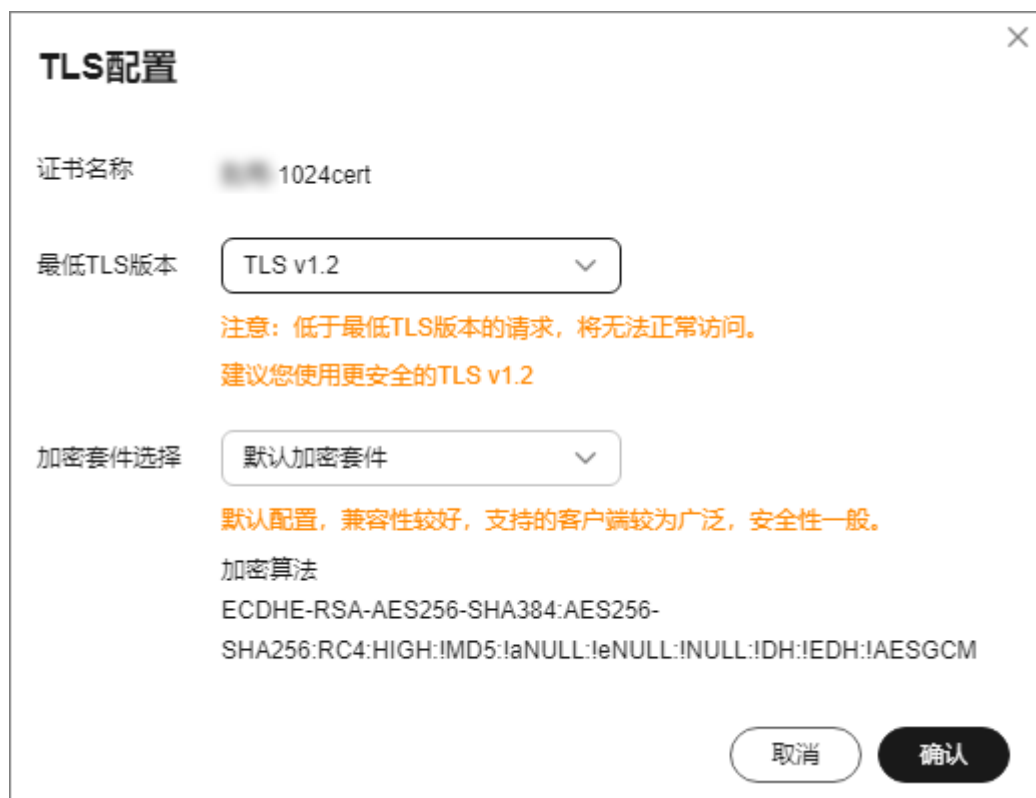 TLS配置
证书名称 1024cert
最低TLS版本 TLS v1.2
注意：低于最低TLS版本的请求，将无法正常访问。
建议您使用更安全的TLS v1.2
加密套件选择 默认加密套件
默认配置，兼容性较好，支持的客户端较为广泛，安全性一般。
加密算法
ECDHE-RSA-AES256-SHA384:AES256-
SHA256:RC4:HIGH:!MD5:!aNULL:!eNULL:!NULL:!DH:!EDH:!AESGCM
取消 确认